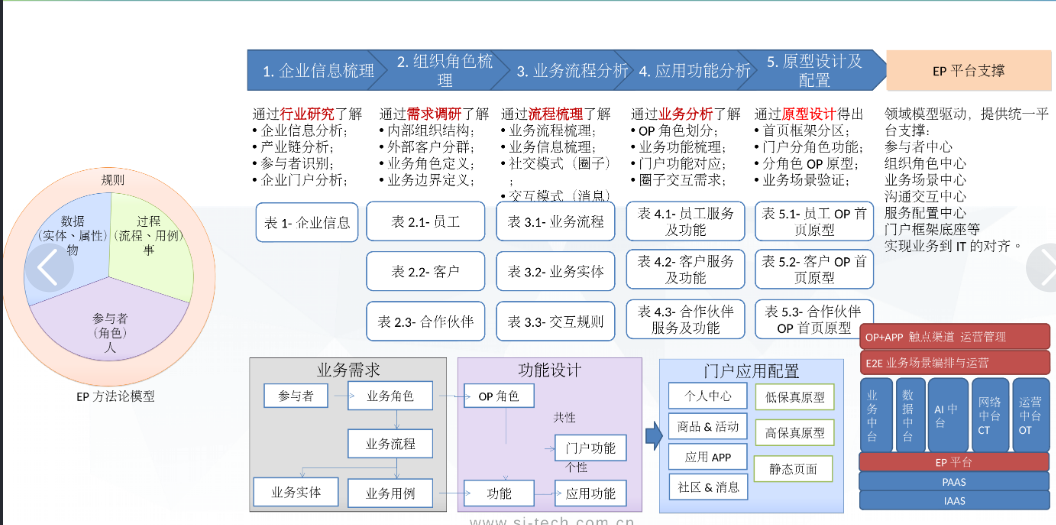 1. 企业信息梳理
2. 组织角色梳
理
3. 业务流程分析
4. 应用功能分析
5. 原型设计及
配置
EP 平台支撑
通过行业研究了解
• 企业信息分析；
• 产业链分析；
• 参与者识别；
• 企业门户分析；
通过需求调研了解
• 内部组织结构；
• 外部客户分群；
• 业务角色定义；
• 业务边界定义；
通过流程梳理了解
• 业务流程梳理；
• 业务信息梳理；
• 社交模式（圈子）
；
• 交互模式（消息）
通过业务分析了解
• OP 角色划分；
• 业务功能梳理；
• 门户功能对应；
• 圈子交互需求；
通过原型设计得出
• 首页框架分区；
• 门户分角色功能；
• 分角色 OP 原型；
• 业务场景验证；
领域模型驱动，提供统一平
台支撑：
参与者中心
组织角色中心
业务场景中心
沟通交互中心
服务配置中心
门户框架底座等
实现业务到 IT 的对齐。
表 1- 企业信息
表 2.1- 员工
表 2.2- 客户
表 2.3- 合作伙伴
表 3.1- 业务流程
表 3.2- 业务实体
表 3.3- 交互规则
表 4.1- 员工服务
及功能
表 4.2- 客户服务
及功能
表 4.3- 合作伙伴
服务及功能
表 5.1- 员工 OP 首
页原型
表 5.2- 客户 OP 首
页原型
表 5.3- 合作伙伴
OP 首页原型
规则
数据
（实体、属性）
物
过程
（流程、用例）
事
参与者
（角色）
人
EP 方法论模型
业务需求
参与者
业务角色
业务流程
业务实体
业务用例
功能设计
OP 角色
共性
门户功能
个性
功能
应用功能
门户应用配置
个人中心
商品 & 活动
应用 APP
社区 & 消息
低保真原型
高保真原型
静态页面
OP+APP 触点渠道 运营管理
E2E 业务场景编排与运营
业
务
中
台
数
据
中
台
AI 中
台
网络
中台
CT
运营
中台
OT
EP 平台
PAAS
IAAS
www.si-tech.com.cn